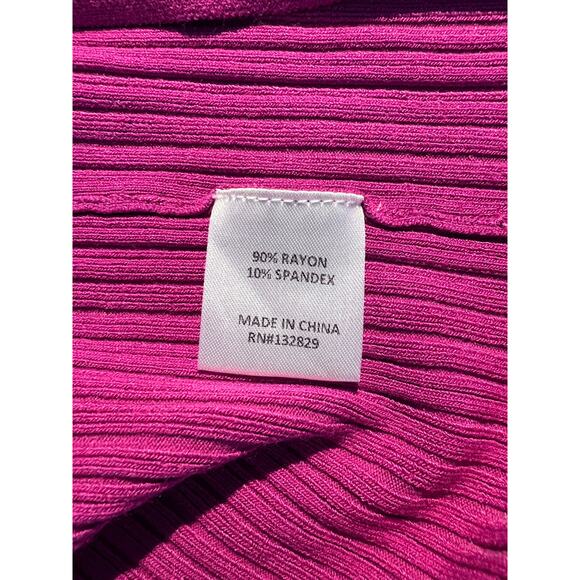 90% RAYON
10% SPANDEX
MADE IN CHINA
RN#132829